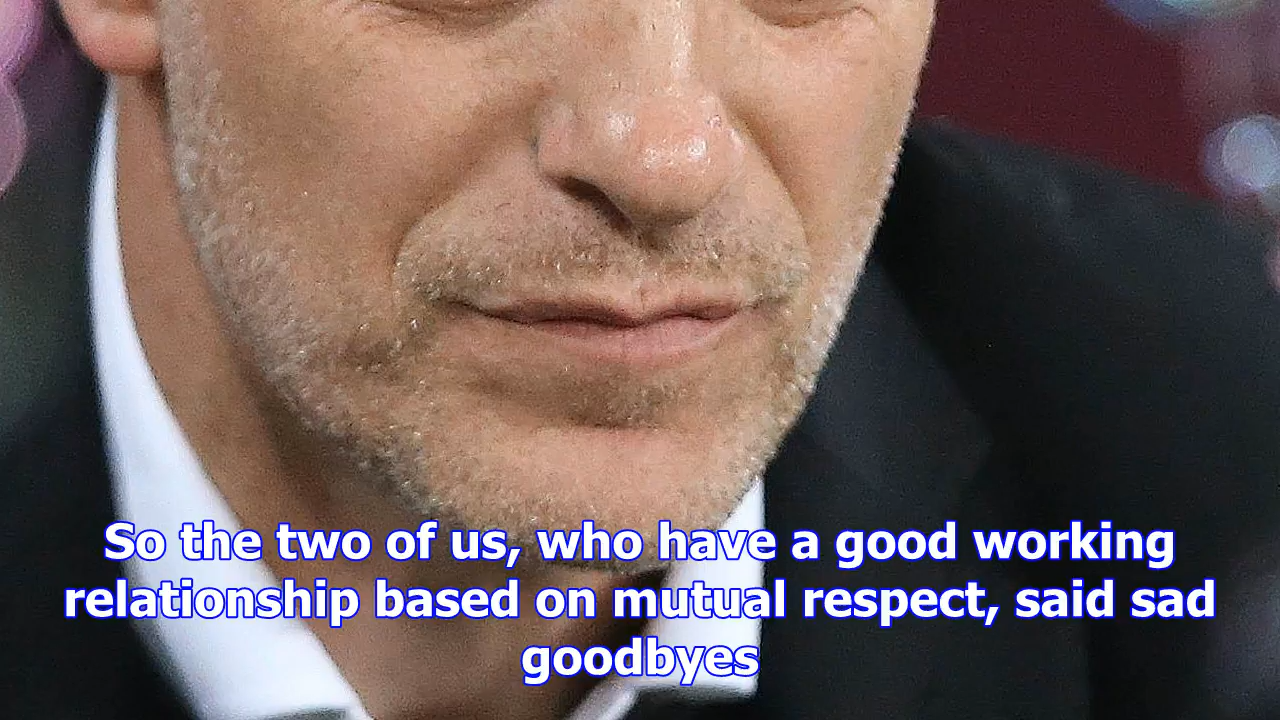 So the two of us, who have a good working
relationship based on mutual respect, said sad
goodbyes